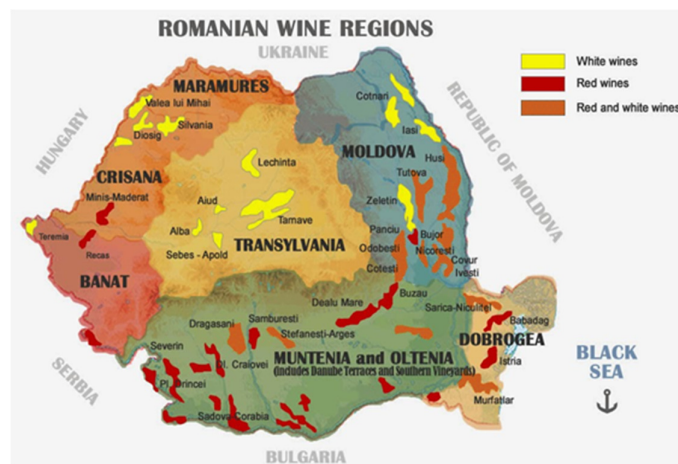 ROMANIAN WINE REGIONS
UKRAINE
White wines
Red wines
Red and white wines
HUNGARY
REPUBLIC OF MOLDOVA
MARAMURES
Valea lui Mihai
Silvania
Diosig
Cotnari
Iasi
MOLDOVA
Husi
Lechinta
Tutova
CRISANA
Minis-Maderat
Aiud
Zeletin
Tarnave
Alba
Panciu
Bujor
Teremia
TRANSYLVANIA
Odobesti
Nicoresti
Recas
Sebes - Apold
Covur
Cotesti
Ivesti
BANAT
Buzau
Dealu Mare
Sarica-Niculitel
Samburesti
Babadag
Dragasani
Stefanesti-Arges
DOBROGEA
Severin
MUNTENIA and OLTENIA
BLACK
SEA
Dl. Craiovei
(includes Danube Terraces and Southern Vineyards)
Istria
SERBIA
Pl. Drincei
Murfatlar
Sadova Corabia
BULGARIA